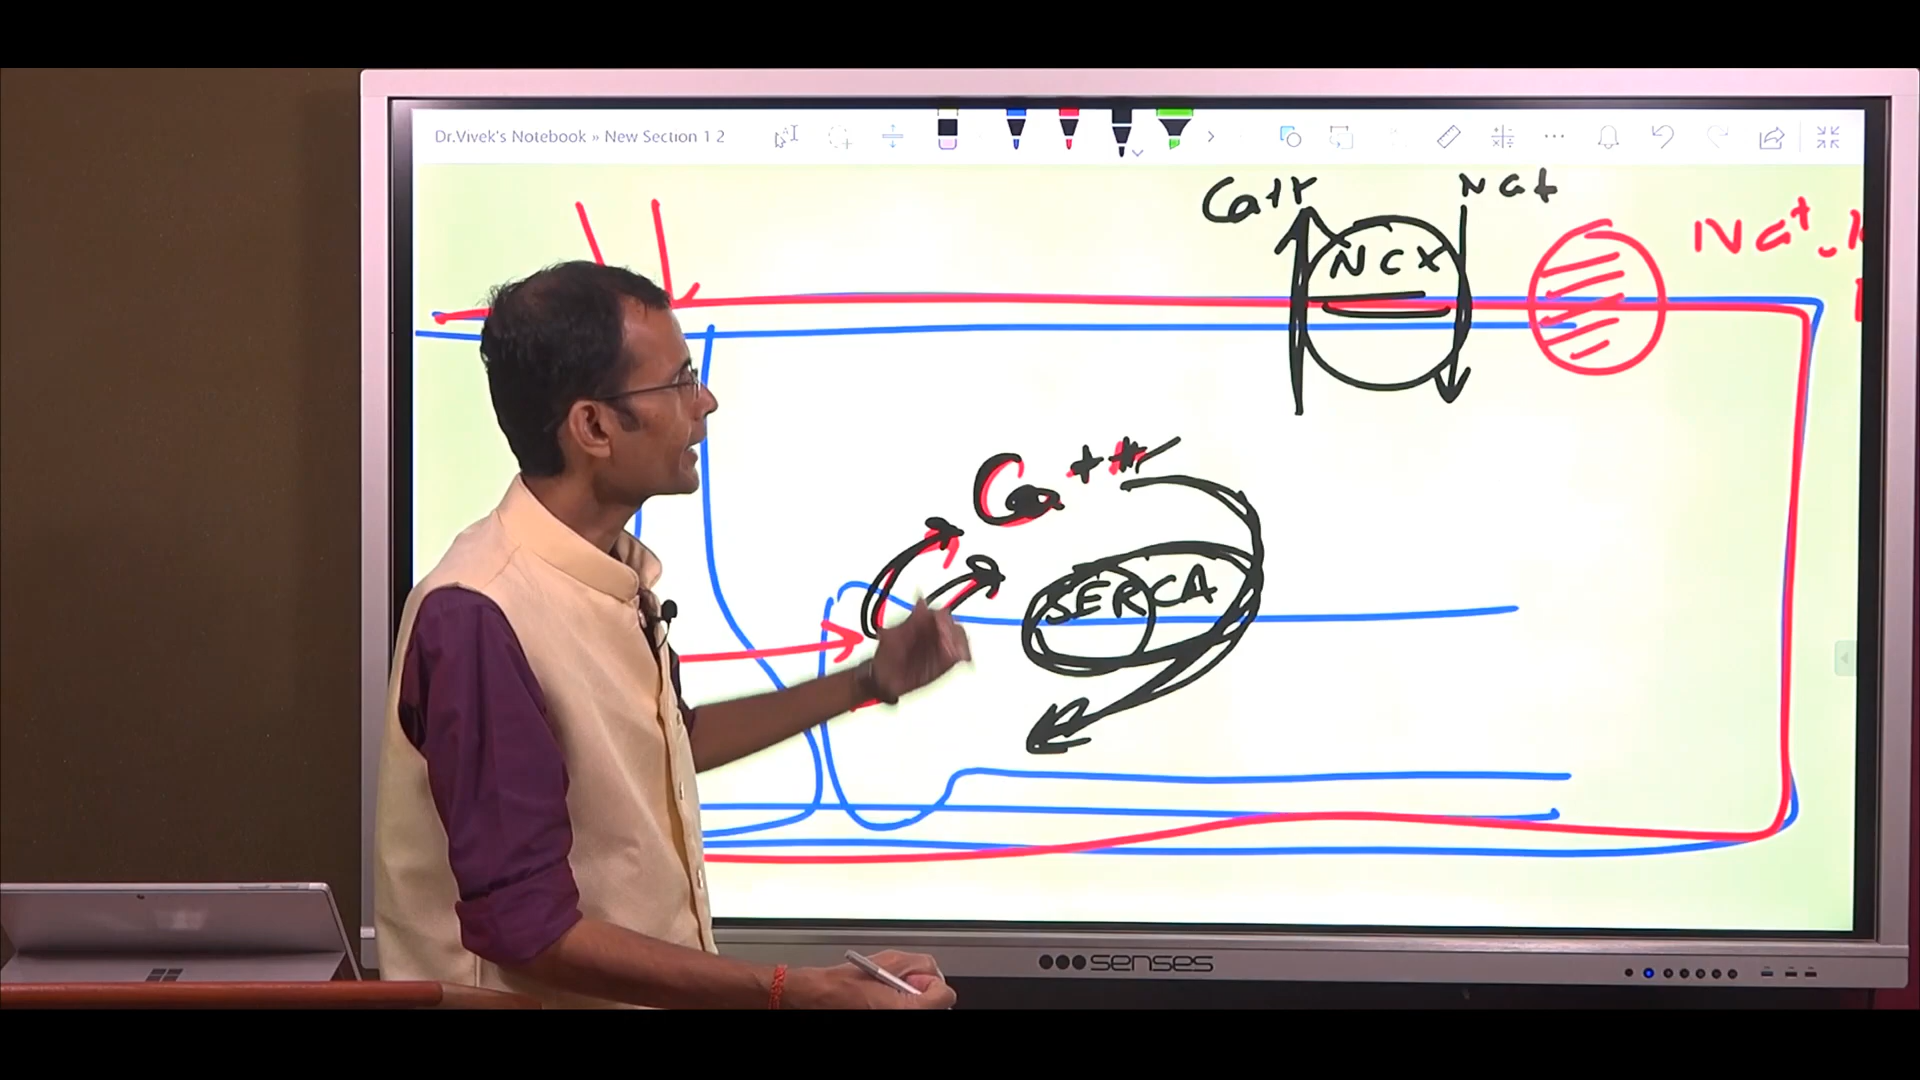 Dr.Vivek's Notebook » New Section 1 2
Ca++ Na+
NCX
Na+-
Ca++
SERCA
senses